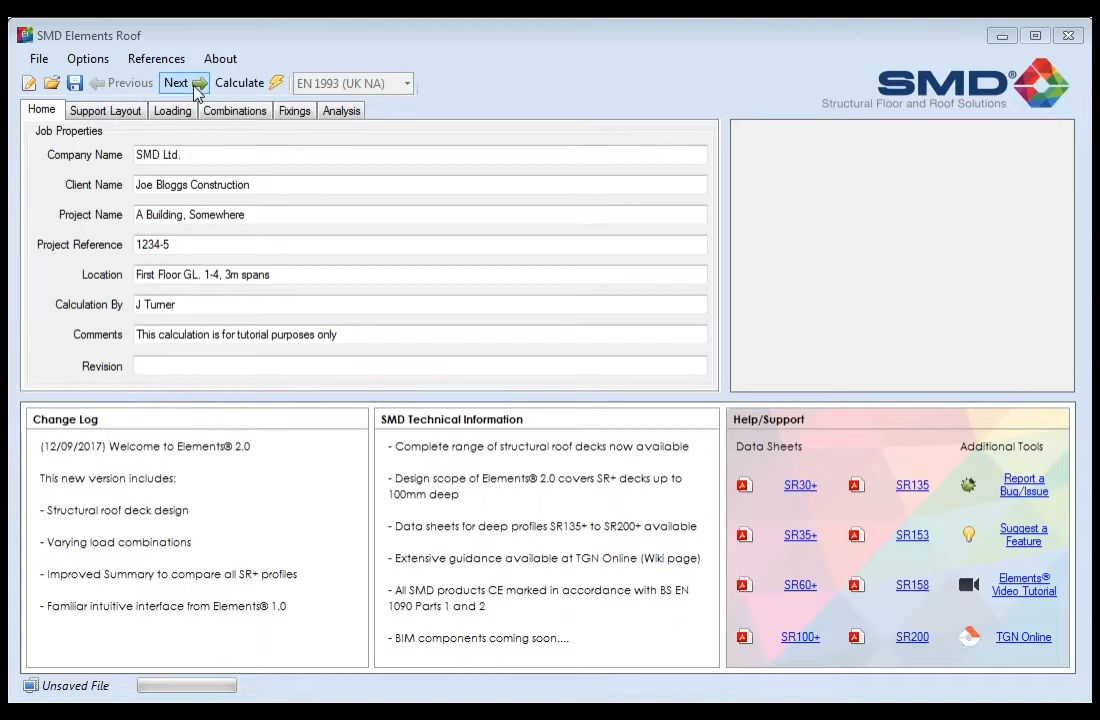 SMD Elements Roof
File Options References About
Previous Next Calculate EN 1993 (UK NA)
SMD®
Structural Floor and Roof Solutions
Home Support Layout Loading Combinations Fixings Analysis
Job Properties
Company Name SMD Ltd.
Client Name Joe Bloggs Construction
Project Name A Building, Somewhere
Project Reference 1234-5
Location First Floor GL. 1-4, 3m spans
Calculation By J Turner
Comments This calculation is for tutorial purposes only
Revision
Change Log
(12/09/2017) Welcome to Elements® 2.0
This new version includes:
- Structural roof deck design
- Varying load combinations
- Improved Summary to compare all SR+ profiles
- Familiar intuitive interface from Elements® 1.0
SMD Technical Information
- Complete range of structural roof decks now available
- Design scope of Elements® 2.0 covers SR+ decks up to
100mm deep
- Data sheets for deep profiles SR135+ to SR200+ available
- Extensive guidance available at TGN Online (Wiki page)
- All SMD products CE marked in accordance with BS EN
1090 Parts 1 and 2
- BIM components coming soon....
Help/Support
Data Sheets Additional Tools
SR30+ SR135 Report a
Bug/Issue
SR35+ SR153 Suggest a
Feature
SR60+ SR158 Elements®
Video Tutorial
SR100+ SR200 TGN Online
Unsaved File